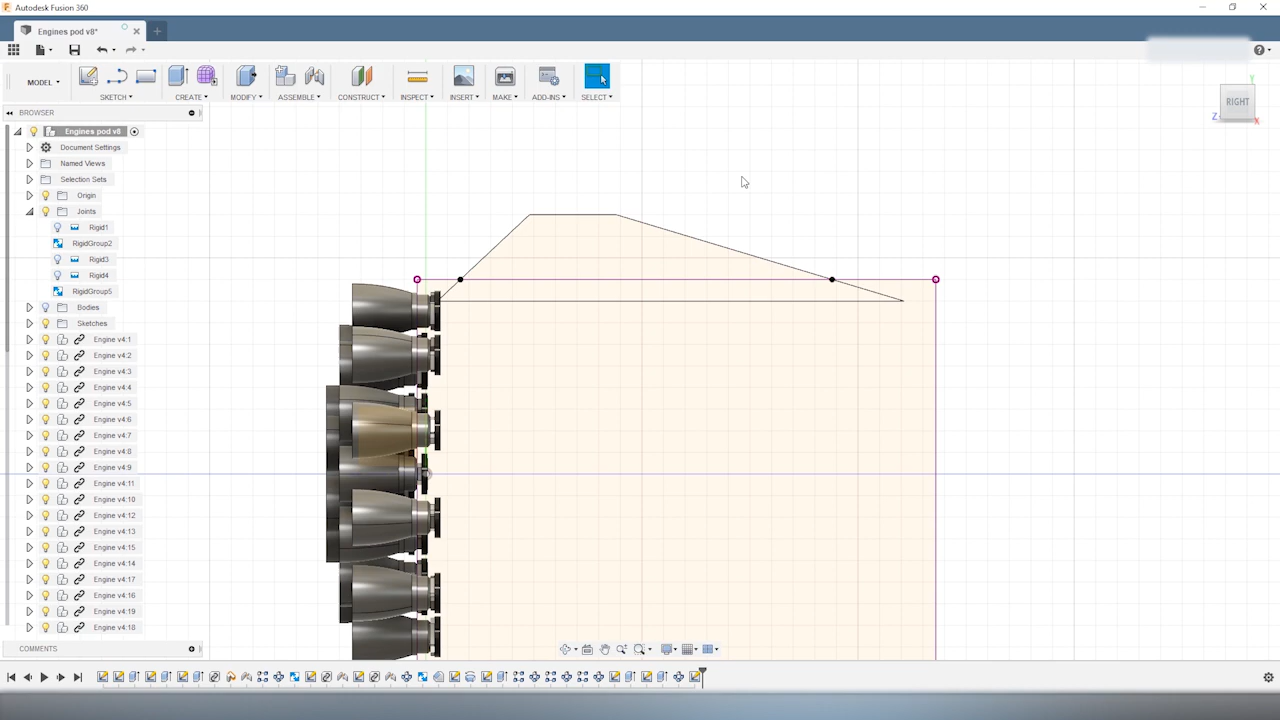 Autodesk Fusion 360
Engines pod v8*
MODEL
SKETCH
CREATE
MODIFY
ASSEMBLE
CONSTRUCT
INSPECT
INSERT
MAKE
ADD-INS
SELECT
BROWSER
Engines pod v8
Document Settings
Named Views
Selection Sets
Origin
Joints
Rigid1
RigidGroup2
Rigid3
Rigid4
RigidGroup5
Bodies
Sketches
Engine v4:1
Engine v4:2
Engine v4:3
Engine v4:4
Engine v4:5
Engine v4:6
Engine v4:7
Engine v4:8
Engine v4:9
Engine v4:11
Engine v4:10
Engine v4:12
Engine v4:13
Engine v4:15
Engine v4:14
Engine v4:17
Engine v4:16
Engine v4:19
Engine v4:18
COMMENTS
Y
RIGHT
Z
X